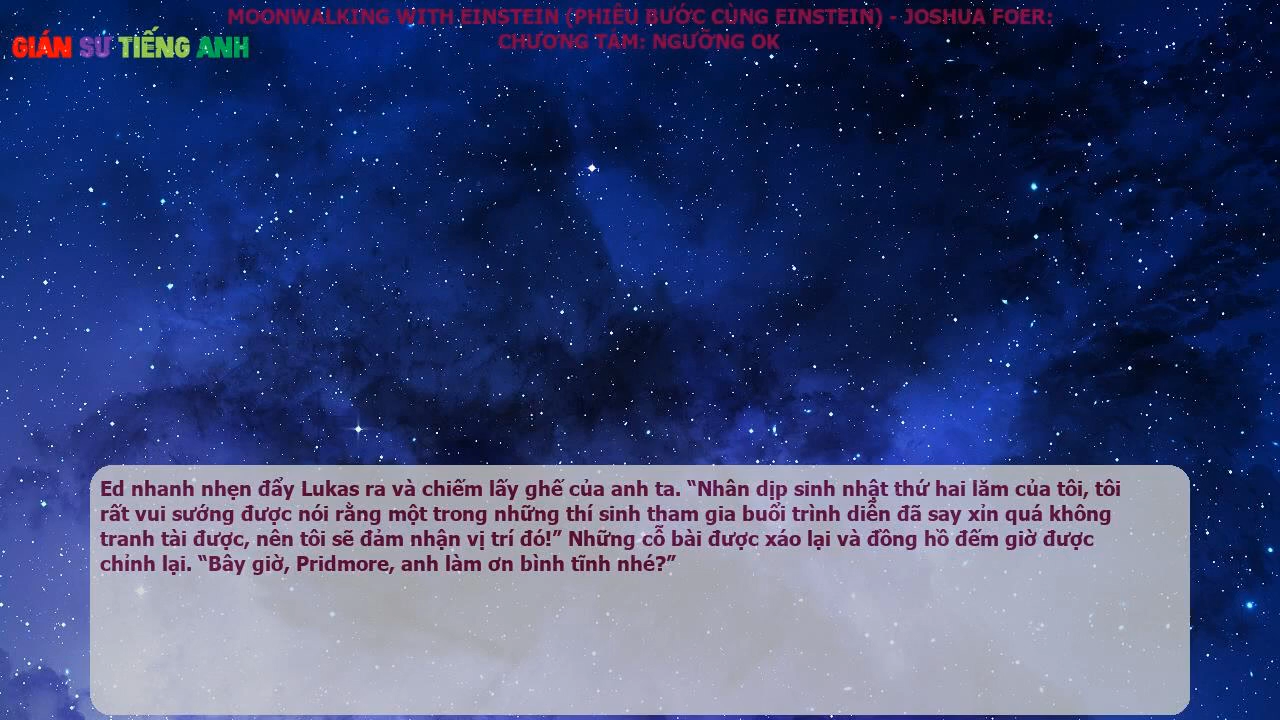 MOONWALKING WITH EINSTEIN (PHIÊU BƯỚC CÙNG EINSTEIN) - JOSHUA FOER:
CHƯƠNG TÁM: NGƯỠNG OK
GIÁN SƯ TIẾNG ANH
Ed nhanh nhẹn đẩy Lukas ra và chiếm lấy ghế của anh ta. “Nhân dịp sinh nhật thứ hai lăm của tôi, tôi
rất vui sướng được nói rằng một trong những thí sinh tham gia buổi trình diễn đã say xỉn quá không
tranh tài được, nên tôi sẽ đảm nhận vị trí đó!” Những cỗ bài được xáo lại và đồng hồ đếm giờ được
chỉnh lại. “Bây giờ, Pridmore, anh làm ơn bình tĩnh nhé?”